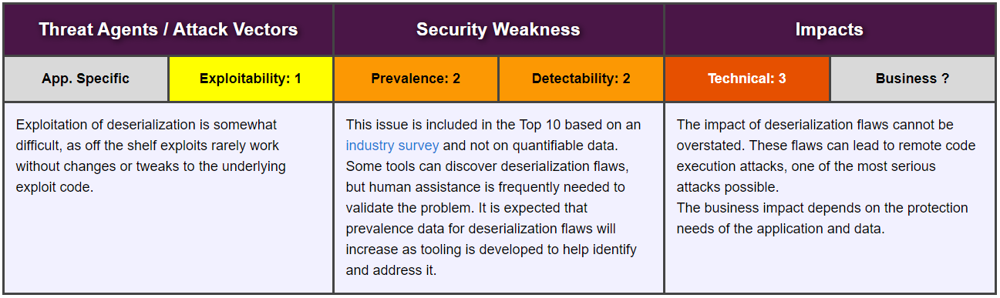 Threat Agents / Attack Vectors
Security Weakness
Impacts
App. Specific
Exploitability: 1
Prevalence: 2
Detectability: 2
Technical: 3
Business ?
Exploitation of deserialization is somewhat
difficult, as off the shelf exploits rarely work
without changes or tweaks to the underlying
exploit code.
This issue is included in the Top 10 based on an
industry survey and not on quantifiable data.
Some tools can discover deserialization flaws,
but human assistance is frequently needed to
validate the problem. It is expected that
prevalence data for deserialization flaws will
increase as tooling is developed to help identify
and address it.
The impact of deserialization flaws cannot be
overstated. These flaws can lead to remote code
execution attacks, one of the most serious
attacks possible.
The business impact depends on the protection
needs of the application and data.